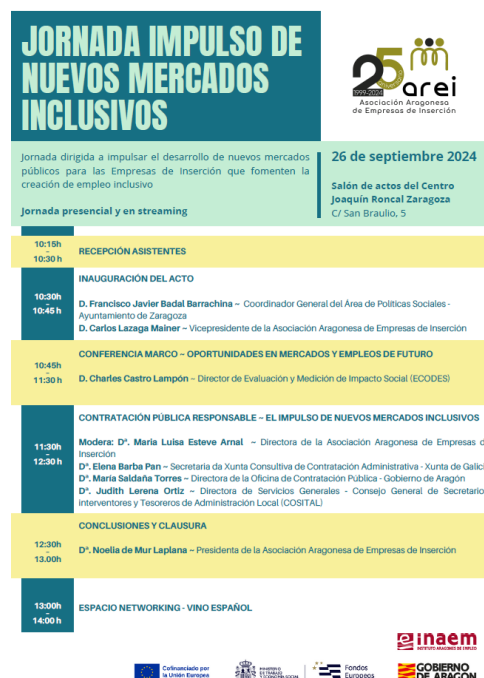 JORNADA IMPULSO DE
NUEVOS MERCADOS
INCLUSIVOS
25
1999-2024
arei
Asociación Aragonesa
de Empresas de Inserción
Jornada dirigida a impulsar el desarrollo de nuevos mercados
públicos para las Empresas de Inserción que fomenten la
creación de empleo inclusivo
Jornada presencial y en streaming
26 de septiembre 2024
Salón de actos del Centro
Joaquín Roncal Zaragoza
C/ San Braulio, 5
10:15h
~
10:30 h
RECEPCIÓN ASISTENTES
10:30h
~
10:45 h
INAUGURACIÓN DEL ACTO
D. Francisco Javier Badal Barrachina ~ Coordinador General del Área de Políticas Sociales -
Ayuntamiento de Zaragoza
D. Carlos Lazaga Mainer ~ Vicepresidente de la Asociación Aragonesa de Empresas de Inserción
10:45h
~
11:30 h
CONFERENCIA MARCO ~ OPORTUNIDADES EN MERCADOS Y EMPLEOS DE FUTURO
D. Charles Castro Lampón ~ Director de Evaluación y Medición de Impacto Social (ECODES)
11:30h
~
12:30 h
CONTRATACIÓN PÚBLICA RESPONSABLE ~ EL IMPULSO DE NUEVOS MERCADOS INCLUSIVOS
Modera: Dª. Maria Luisa Esteve Arnal ~ Directora de la Asociación Aragonesa de Empresas d
Inserción
Dª. Elena Barba Pan ~ Secretaria da Xunta Consultiva de Contratación Administrativa - Xunta de Galic
Dª. María Saldaña Torres ~ Directora de la Oficina de Contratación Pública - Gobierno de Aragón
Dª. Judith Lerena Ortiz ~ Directora de Servicios Generales - Consejo General de Secretario
interventores y Tesoreros de Administración Local (COSITAL)
12:30h
~
13.00h
CONCLUSIONES Y CLAUSURA
Dª. Noelia de Mur Laplana ~ Presidenta de la Asociación Aragonesa de Empresas de Inserción
13:00h
~
14:00 h
ESPACIO NETWORKING - VINO ESPAÑOL
inaem
INSTITUTO ARAGONÉS DE EMPLEO
Cofinanciado por
la Unión Europea
MINISTERIO
DE TRABAJO
Y ECONOMÍA SOCIAL
Fondos
Europeos
GOBIERNO
DE ARAGÓN